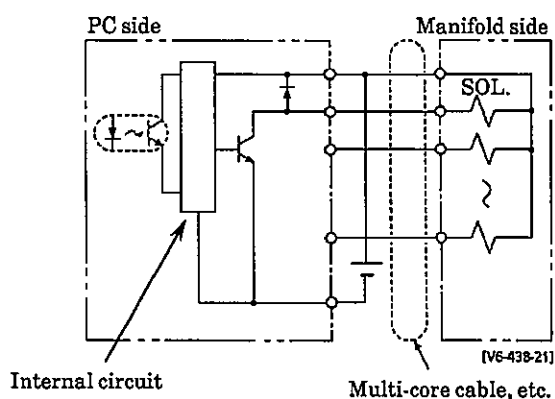 PC side
Manifold side
SOL.
[V6-438-21]
Internal circuit
Multi-core cable, etc.